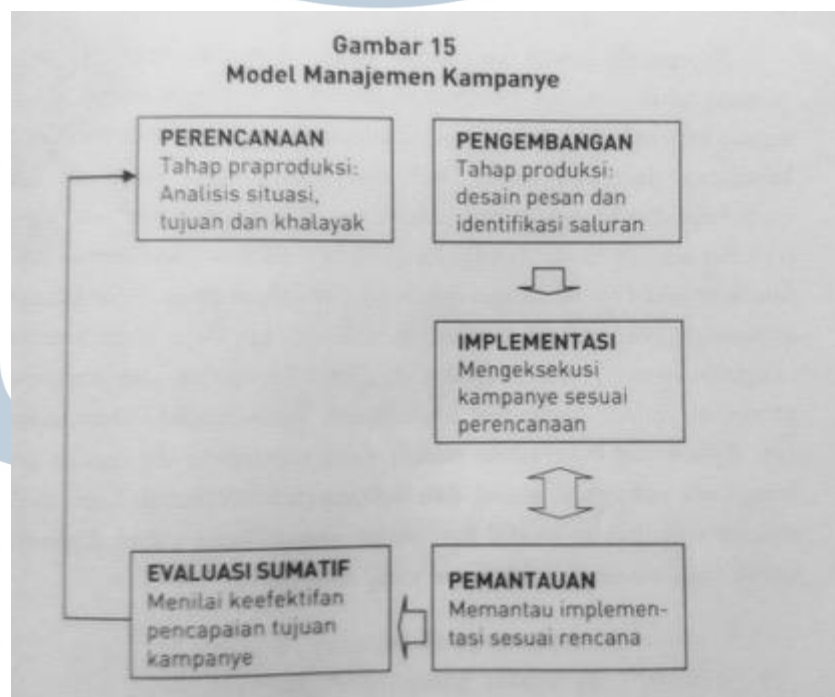 Gambar 15
Model Manajemen Kampanye
PERENCANAAN
Tahap praproduksi:
Analisis situasi,
tujuan dan khalayak
PENGEMBANGAN
Tahap produksi:
desain pesan dan
identifikasi saluran
IMPLEMENTASI
Mengeksekusi
kampanye sesuai
perencanaan
EVALUASI SUMATIF
Menilai keefektifan
pencapaian tujuan
kampanye
PEMANTAUAN
Memantau implemen-
tasi sesuai rencana